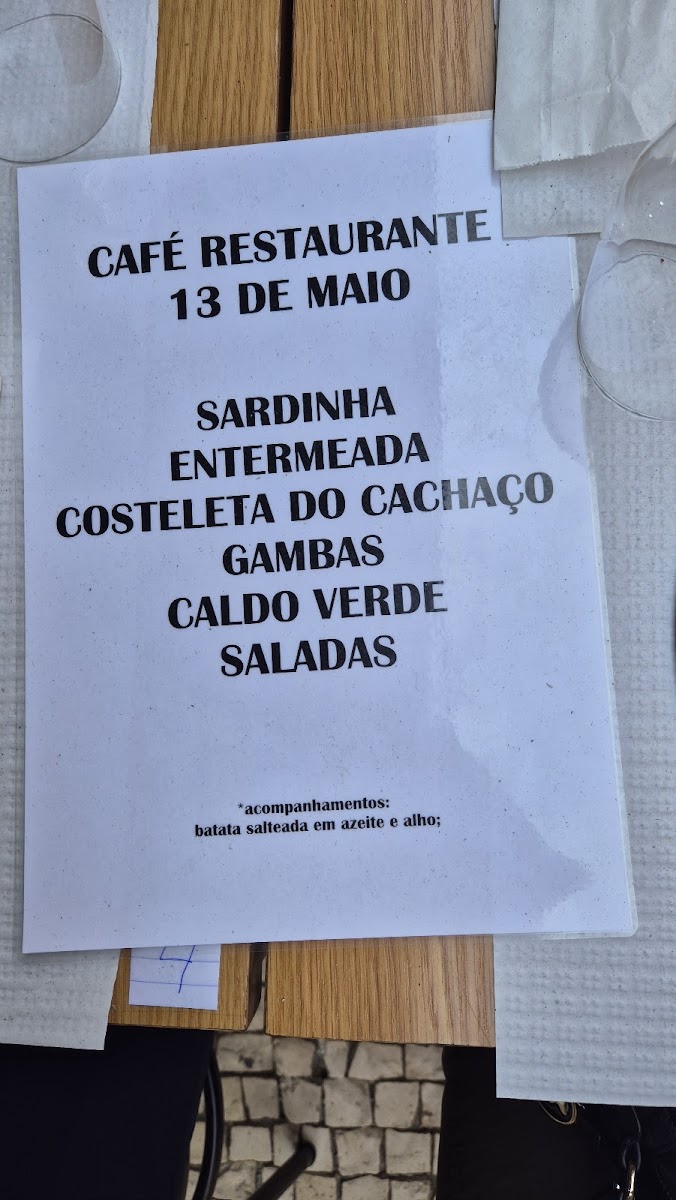 CAFÉ RESTAURANTE
13 DE MAIO
SARDINHA
ENTERMEADA
COSTELETA DO CACHAÇO
GAMBAS
CALDO VERDE
SALADAS
*acompanhamentos:
batata salteada em azeite e alho;
4